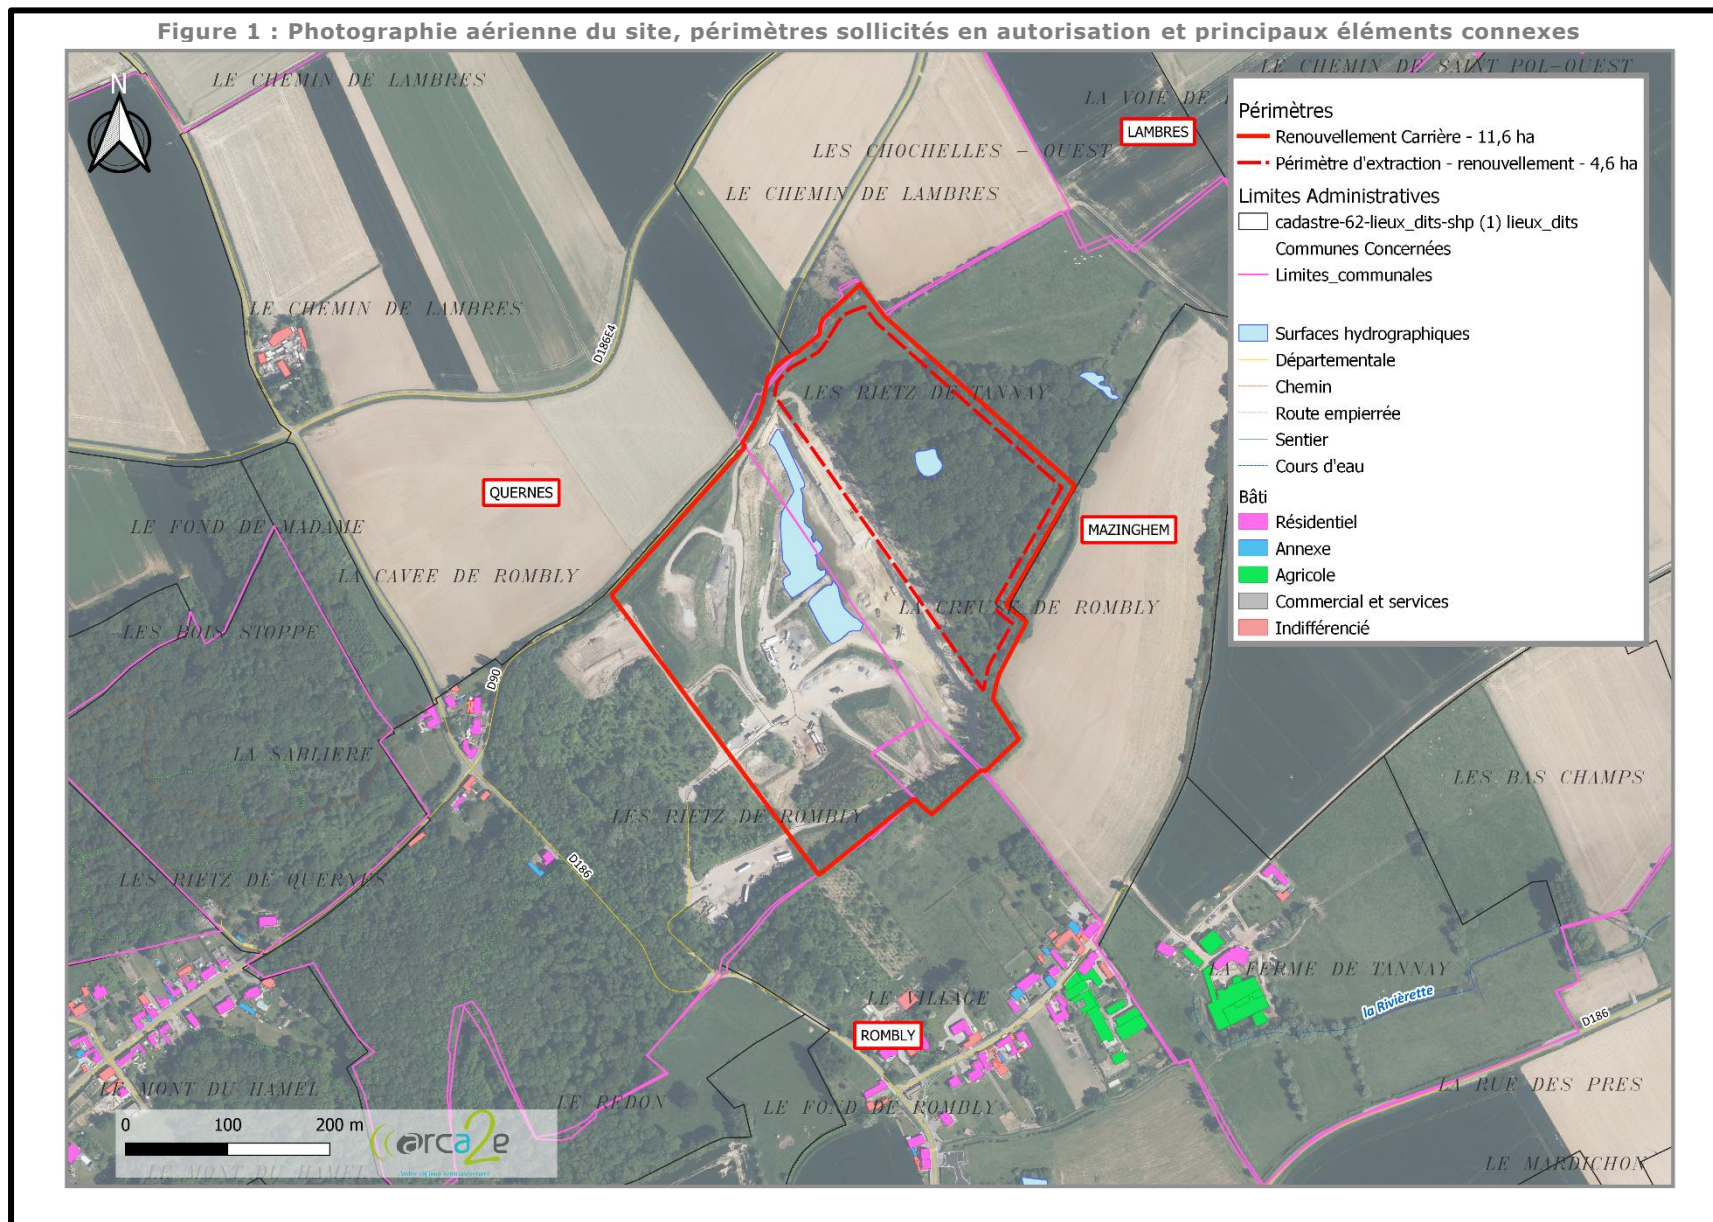 Figure 1 : Photographie aérienne du site, périmètres sollicités en autorisation et principaux éléments connexes
N
LE CHEMIN DE LAMBRES
LE CHEMIN DE SAINT POL-OUEST
LA VOIE DE
LAMBRES
LES CHOCHELLES - OUEST
LE CHEMIN DE LAMBRES
Périmètres
Renouvellement Carrière - 11,6 ha
Périmètre d'extraction - renouvellement - 4,6 ha
Limites Administratives
cadastre-62-lieux_dits-shp (1) lieux_dits
Communes Concernées
Limites_communales
Surfaces hydrographiques
Départementale
Chemin
Route empierrée
Sentier
Cours d'eau
Bâti
Résidentiel
Annexe
Agricole
Commercial et services
Indifférencié
LE CHEMIN DE LAMBRES
D186E4
LES RIETZ DE TANNAY
QUERNES
MAZINGHEM
LE FOND DE MADAME
LA CAVEE DE ROMBLY
LA CREUSE DE ROMBLY
LES BOIS STOPPE
D90
LA SABLIERE
LES BAS CHAMPS
LES RIETZ DE ROMBLY
D186
LES RIETZ DE QUERNES
LA FERME DE TANNAY
LE VILLAGE
la Rivièrette
D186
ROMBLY
LE MONT DU HAMEL
LE REDON
LE FOND DE ROMBLY
LA RUE DES PRES
0 100 200 m
arca2e
LE MONT DU HAMEL
LE MARDICHON